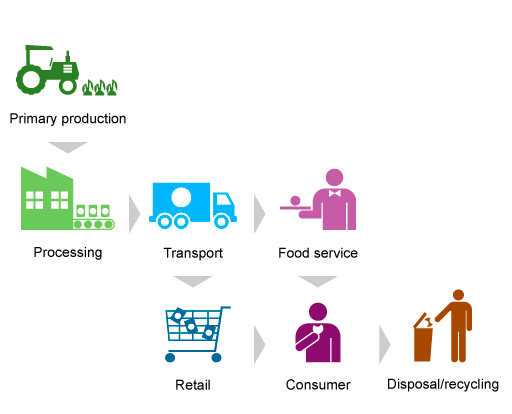 Primary production
Processing
Transport
Food service
Retail
Consumer
Disposal/recycling